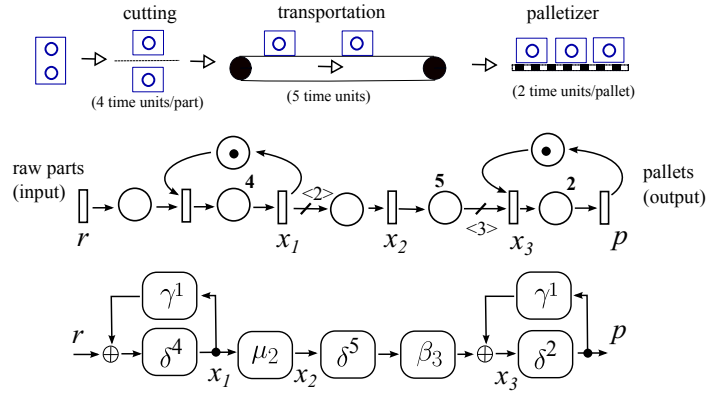 cutting
transportation
palletizer
(4 time units/part)
(5 time units)
(2 time units/pallet)
raw parts
(input)
pallets
(output)
4
<2>
5
<3>
2
r
x₁
x₂
x₃
p
γ¹
γ¹
r
⊕
δ⁴
μ₂
δ⁵
β₃
⊕
δ²
p
x₁
x₂
x₃